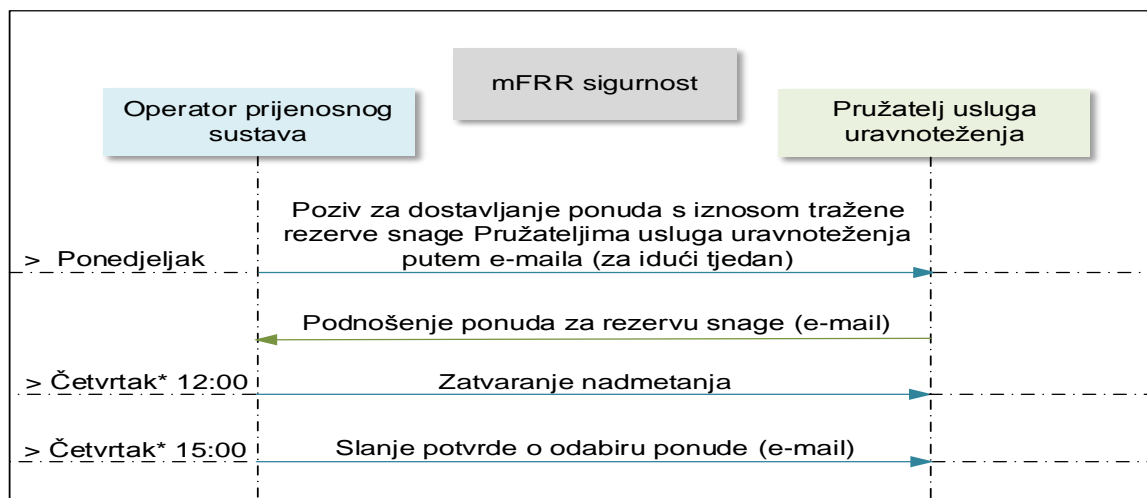 mFRR sigurnost
Operator prijenosnog
sustava
Pružatelj usluga
uravnoteženja
Poziv za dostavljanje ponuda s iznosom tražene
rezerve snage Pružateljima usluga uravnoteženja
> Ponedjeljak
putem e-maila (za idući tjedan)
Podnošenje ponuda za rezervu snage (e-mail)
> Četvrtak* 12:00
Zatvaranje nadmetanja
> Četvrtak* 15:00
Slanje potvrde o odabiru ponude (e-mail)